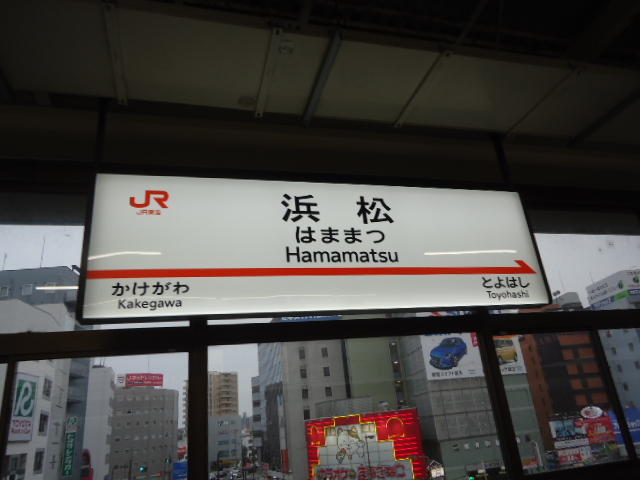 JR
JR東海
浜 松
はままつ
Hamamatsu
かけがわ
Kakegawa
とよはし
Toyohashi
TOYOTA